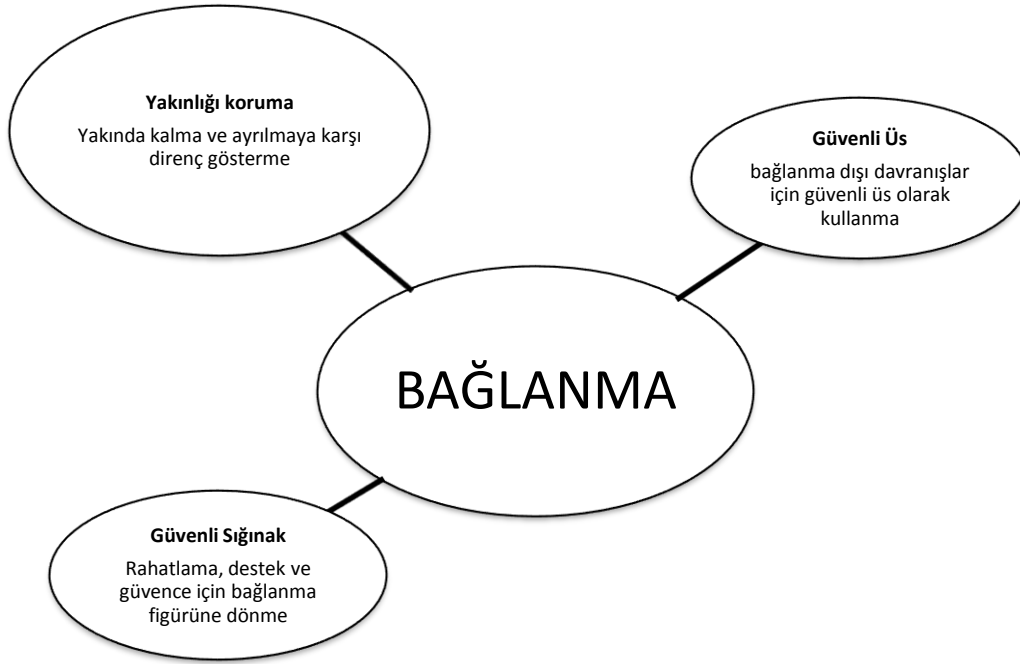 Yakınlığı koruma
Yakında kalma ve ayrılmaya karşı
direnç gösterme
Güvenli Üs
bağlanma dışı davranışlar
için güvenli üs olarak
kullanma
BAĞLANMA
Güvenli Sığınak
Rahatlama, destek ve
güvence için bağlanma
figürüne dönme